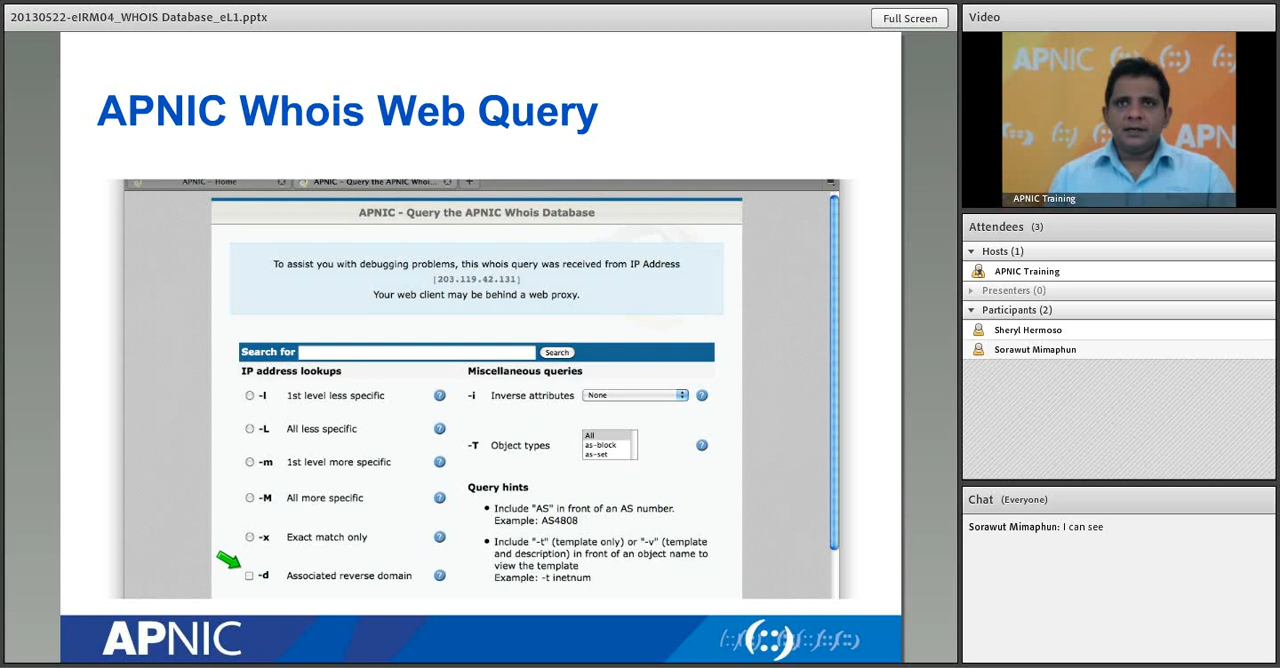 20130522-eIRM04_WHOIS Database_eL1.pptx
Full Screen
APNIC Whois Web Query
APNIC – Home
APNIC – Query the APNIC Whoi...
APNIC - Query the APNIC Whois Database
To assist you with debugging problems, this whois query was received from IP Address
[203.119.42.131]
Your web client may be behind a web proxy.
Search for
Search
IP address lookups
-l 1st level less specific ?
-L All less specific ?
-m 1st level more specific ?
-M All more specific ?
-x Exact match only ?
-d Associated reverse domain ?
Miscellaneous queries
-i Inverse attributes None ?
-T Object types ?
All
as-block
as-set
Query hints
• Include "AS" in front of an AS number.
Example: AS4808
• Include "-t" (template only) or "-v" (template
and description) in front of an object name to
view the template
Example: -t inetnum
APNIC
(::)
Video
APNIC
APN
APNIC Training
Attendees (3)
Hosts (1)
APNIC Training
Presenters (0)
Participants (2)
Sheryl Hermoso
Sorawut Mimaphun
Chat (Everyone)
Sorawut Mimaphun: I can see